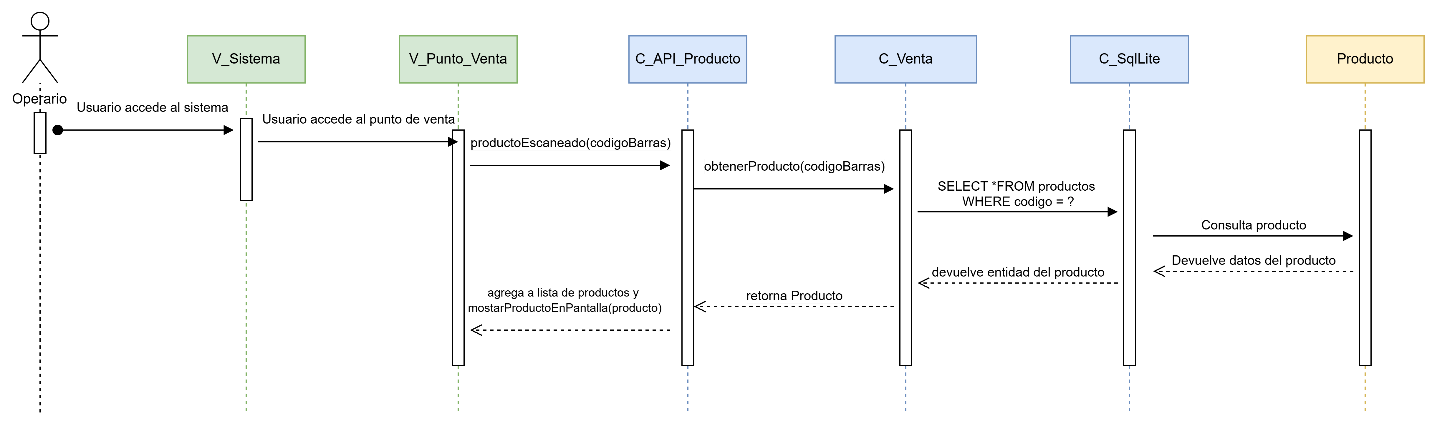 V_Sistema
V_Punto_Venta
C_API_Producto
C_Venta
C_SqlLite
Producto
Operario
Usuario accede al sistema
Usuario accede al punto de venta
productoEscaneado(codigoBarras)
obtenerProducto(codigoBarras)
SELECT *FROM productos
WHERE codigo = ?
Consulta producto
Devuelve datos del producto
devuelve entidad del producto
retorna Producto
agrega a lista de productos y
mostarProductoEnPantalla(producto)